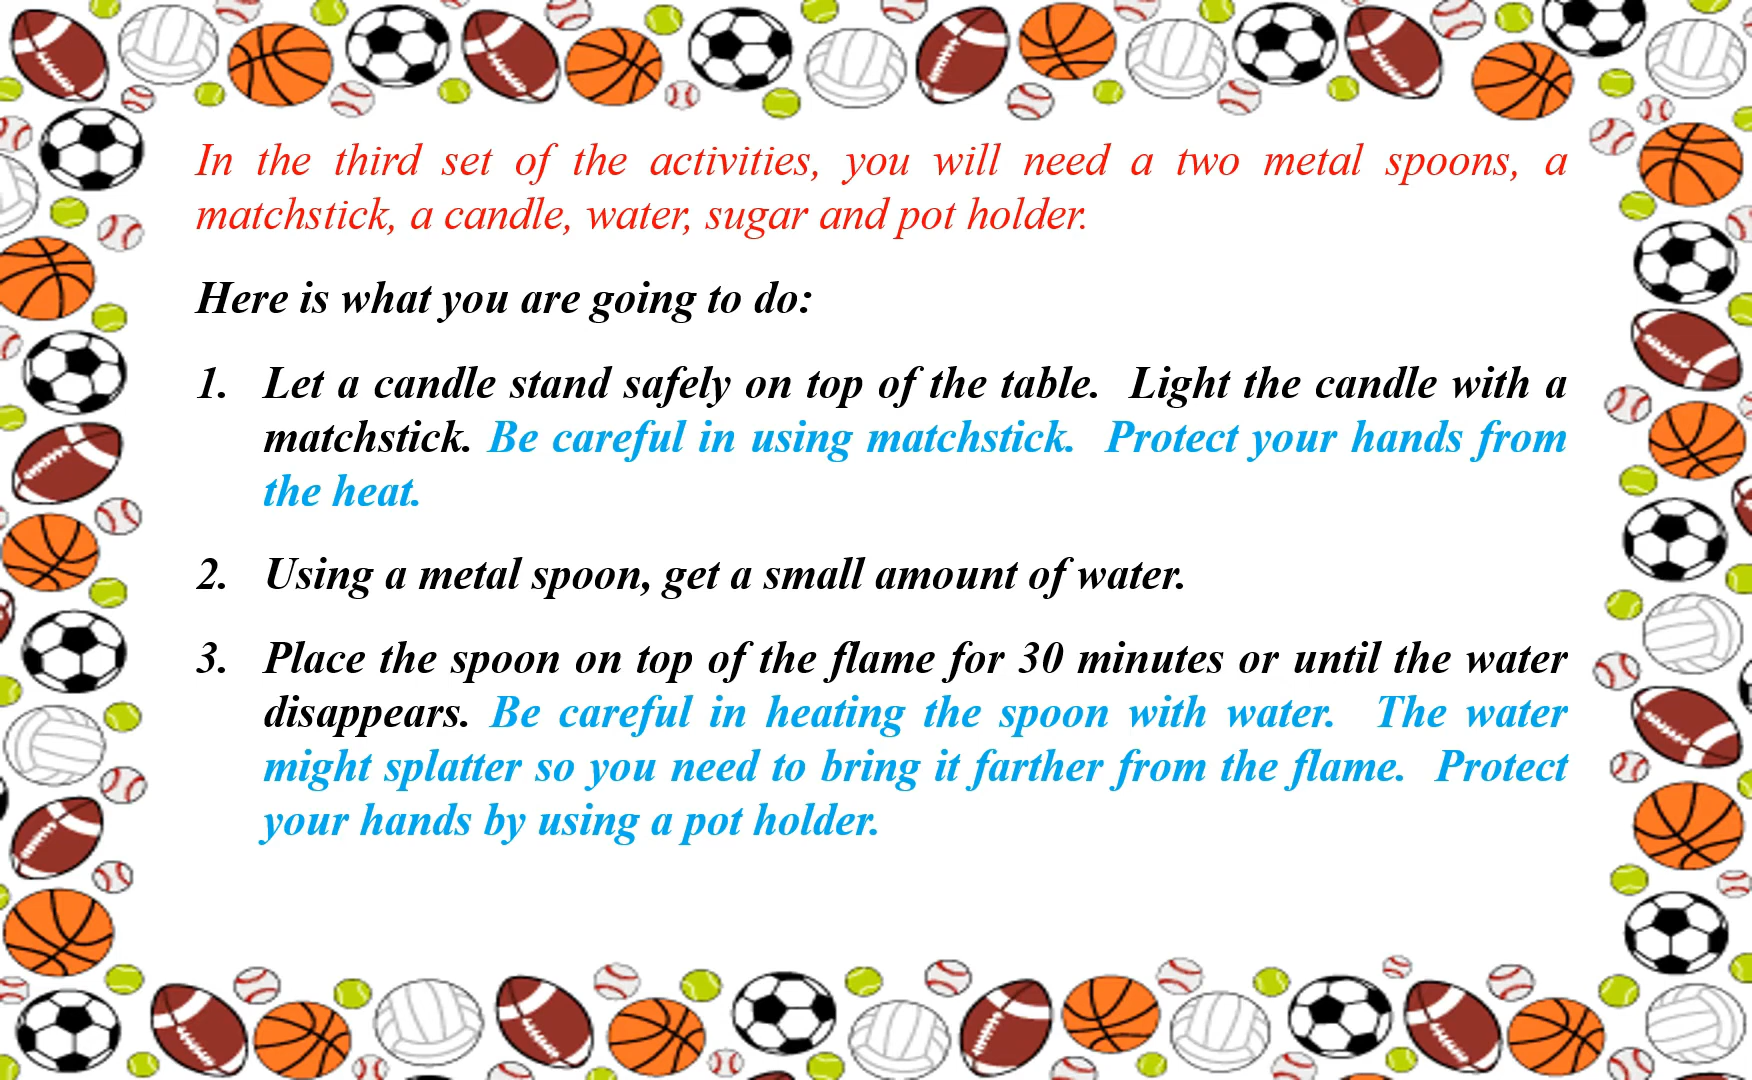 In the third set of the activities, you will need a two metal spoons, a
matchstick, a candle, water, sugar and pot holder.
Here is what you are going to do:
1. Let a candle stand safely on top of the table. Light the candle with a
matchstick. Be careful in using matchstick. Protect your hands from
the heat.
2. Using a metal spoon, get a small amount of water.
3. Place the spoon on top of the flame for 30 minutes or until the water
disappears. Be careful in heating the spoon with water. The water
might splatter so you need to bring it farther from the flame. Protect
your hands by using a pot holder.